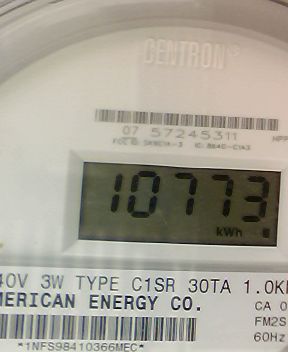 CENTRON®
07 57245311
10773
kWh
40V 3W TYPE C1SR 30TA 1.0K
MERICAN ENERGY CO.
CA 0
FM2S
60Hz
*1NFS98410366MEC*